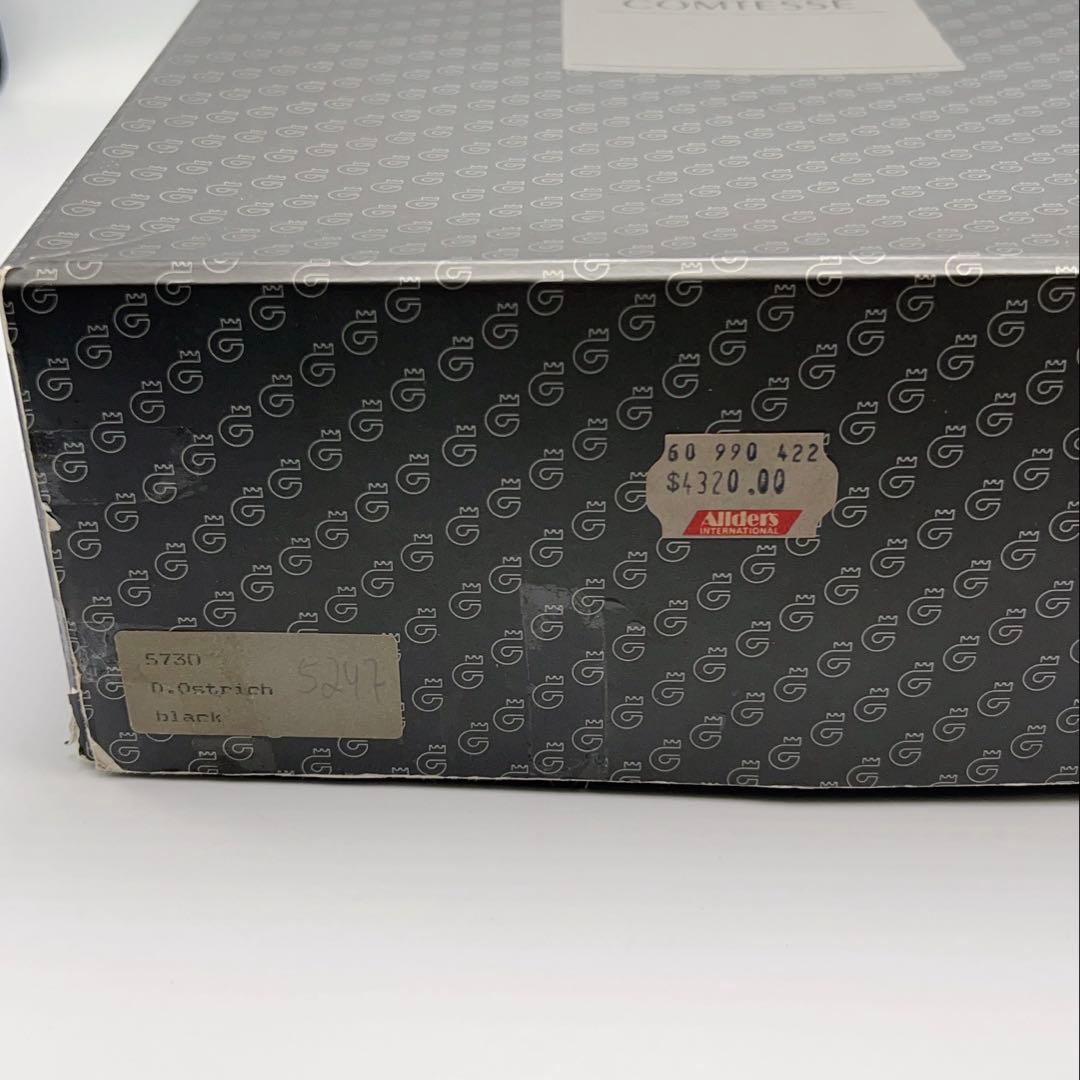 COMTESSE
60 990 422
$4320.00
Allders
INTERNATIONAL
5730
D.Ostrich 5247
black